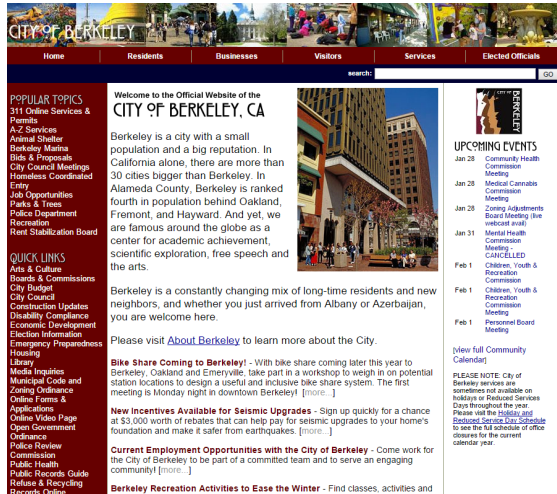 CITY OF BERKELEY
Home Residents Businesses Visitors Services Elected Officials
search: GO
POPULAR TOPICS
311 Online Services &
Permits
A-Z Services
Animal Shelter
Berkeley Marina
Bids & Proposals
City Council Meetings
Homeless Coordinated
Entry
Job Opportunities
Parks & Trees
Police Department
Recreation
Rent Stabilization Board
QUICK LINKS
Arts & Culture
Boards & Commissions
City Budget
City Council
Construction Updates
Disability Compliance
Economic Development
Election Information
Emergency Preparedness
Housing
Library
Media Inquiries
Municipal Code and
Zoning Ordinance
Online Forms &
Applications
Online Video Page
Open Government
Ordinance
Police Review
Commission
Public Health
Public Records Guide
Refuse & Recycling
Records Online
Welcome to the Official Website of the
CITY OF BERKELEY, CA
Berkeley is a city with a small
population and a big reputation. In
California alone, there are more than
30 cities bigger than Berkeley. In
Alameda County, Berkeley is ranked
fourth in population behind Oakland,
Fremont, and Hayward. And yet, we
are famous around the globe as a
center for academic achievement,
scientific exploration, free speech and
the arts.
Berkeley is a constantly changing mix of long-time residents and new
neighbors, and whether you just arrived from Albany or Azerbaijan,
you are welcome here.
Please visit About Berkeley to learn more about the City.
Bike Share Coming to Berkeley! - With bike share coming later this year to
Berkeley, Oakland and Emeryville, take part in a workshop to weigh in on potential
station locations to design a useful and inclusive bike share system. The first
meeting is Monday night in downtown Berkeley! [more...]
New Incentives Available for Seismic Upgrades - Sign up quickly for a chance
at $3,000 worth of rebates that can help pay for seismic upgrades to your home's
foundation and make it safer from earthquakes. [more...]
Current Employment Opportunities with the City of Berkeley - Come work for
the City of Berkeley to be part of a committed team and to serve an engaging
community! [more...]
Berkeley Recreation Activities to Ease the Winter - Find classes, activities and
CITY OF BERKELEY
UPCOMING EVENTS
Jan 28 Community Health
Commission
Meeting
Jan 28 Medical Cannabis
Commission
Meeting
Jan 28 Zoning Adjustments
Board Meeting (live
webcast avail)
Jan 31 Mental Health
Commission
Meeting -
CANCELLED
Feb 1 Children, Youth &
Recreation
Commission
Feb 1 Children, Youth &
Recreation
Commission
Meeting
Feb 1 Personnel Board
Meeting
[view full Community
Calendar]
PLEASE NOTE: City of
Berkeley services are
sometimes not available on
holidays or Reduced Services
Days throughout the year.
Please visit the Holiday and
Reduced Service Day Schedule
to see the full schedule of office
closures for the current
calendar year.